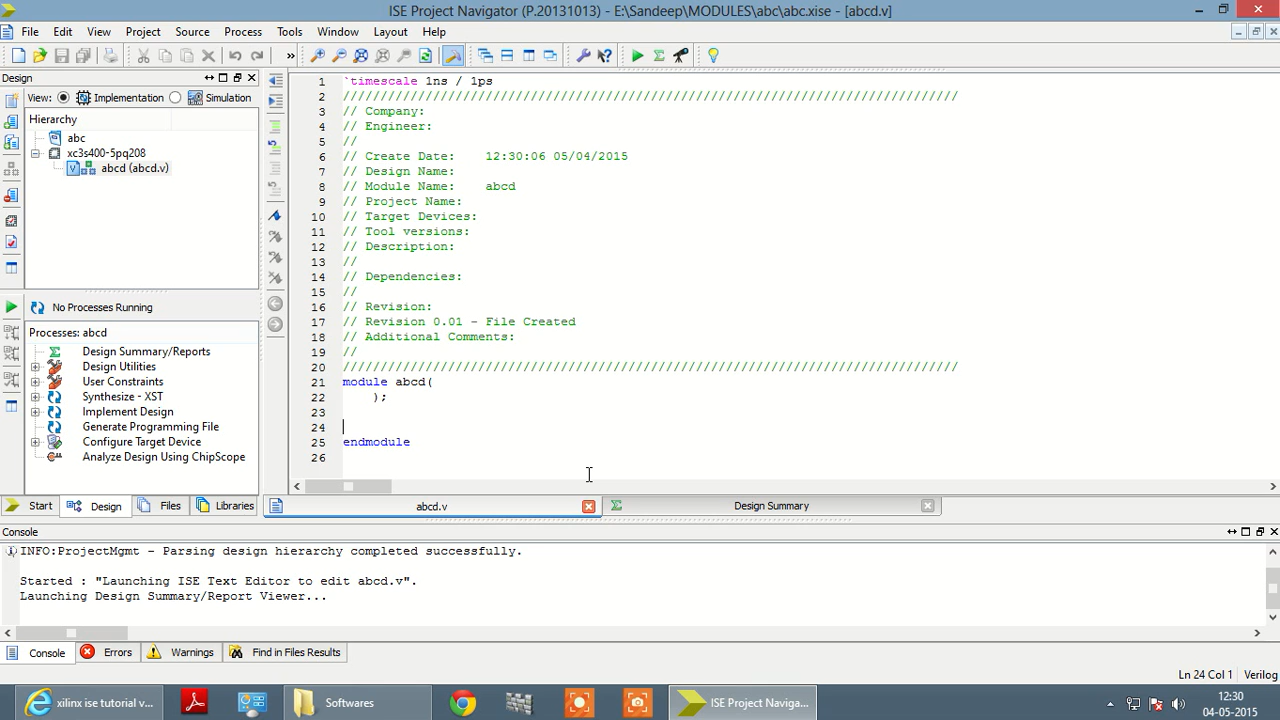 ISE Project Navigator (P.20131013) - E:\Sandeep\MODULES\abc\abc.xise - [abcd.v]
File Edit View Project Source Process Tools Window Layout Help
Design
View: Implementation Simulation
Hierarchy
abc
xc3s400-5pq208
abcd (abcd.v)
No Processes Running
Processes: abcd
Design Summary/Reports
Design Utilities
User Constraints
Synthesize - XST
Implement Design
Generate Programming File
Configure Target Device
Analyze Design Using ChipScope
Start Design Files Libraries
1 `timescale 1ns / 1ps
2 //////////////////////////////////////////////////////////////////////////////////
3 // Company:
4 // Engineer:
5 //
6 // Create Date:    12:30:06 05/04/2015
7 // Design Name:
8 // Module Name:    abcd
9 // Project Name:
10 // Target Devices:
11 // Tool versions:
12 // Description:
13 //
14 // Dependencies:
15 //
16 // Revision:
17 // Revision 0.01 - File Created
18 // Additional Comments:
19 //
20 //////////////////////////////////////////////////////////////////////////////////
21 module abcd(
22     );
23
24
25 endmodule
26
abcd.v Design Summary
Console
INFO:ProjectMgmt - Parsing design hierarchy completed successfully.
Started : "Launching ISE Text Editor to edit abcd.v".
Launching Design Summary/Report Viewer...
Console Errors Warnings Find in Files Results
Ln 24 Col 1 Verilog
xilinx ise tutorial v... Softwares ISE Project Naviga...
12:30
04-05-2015